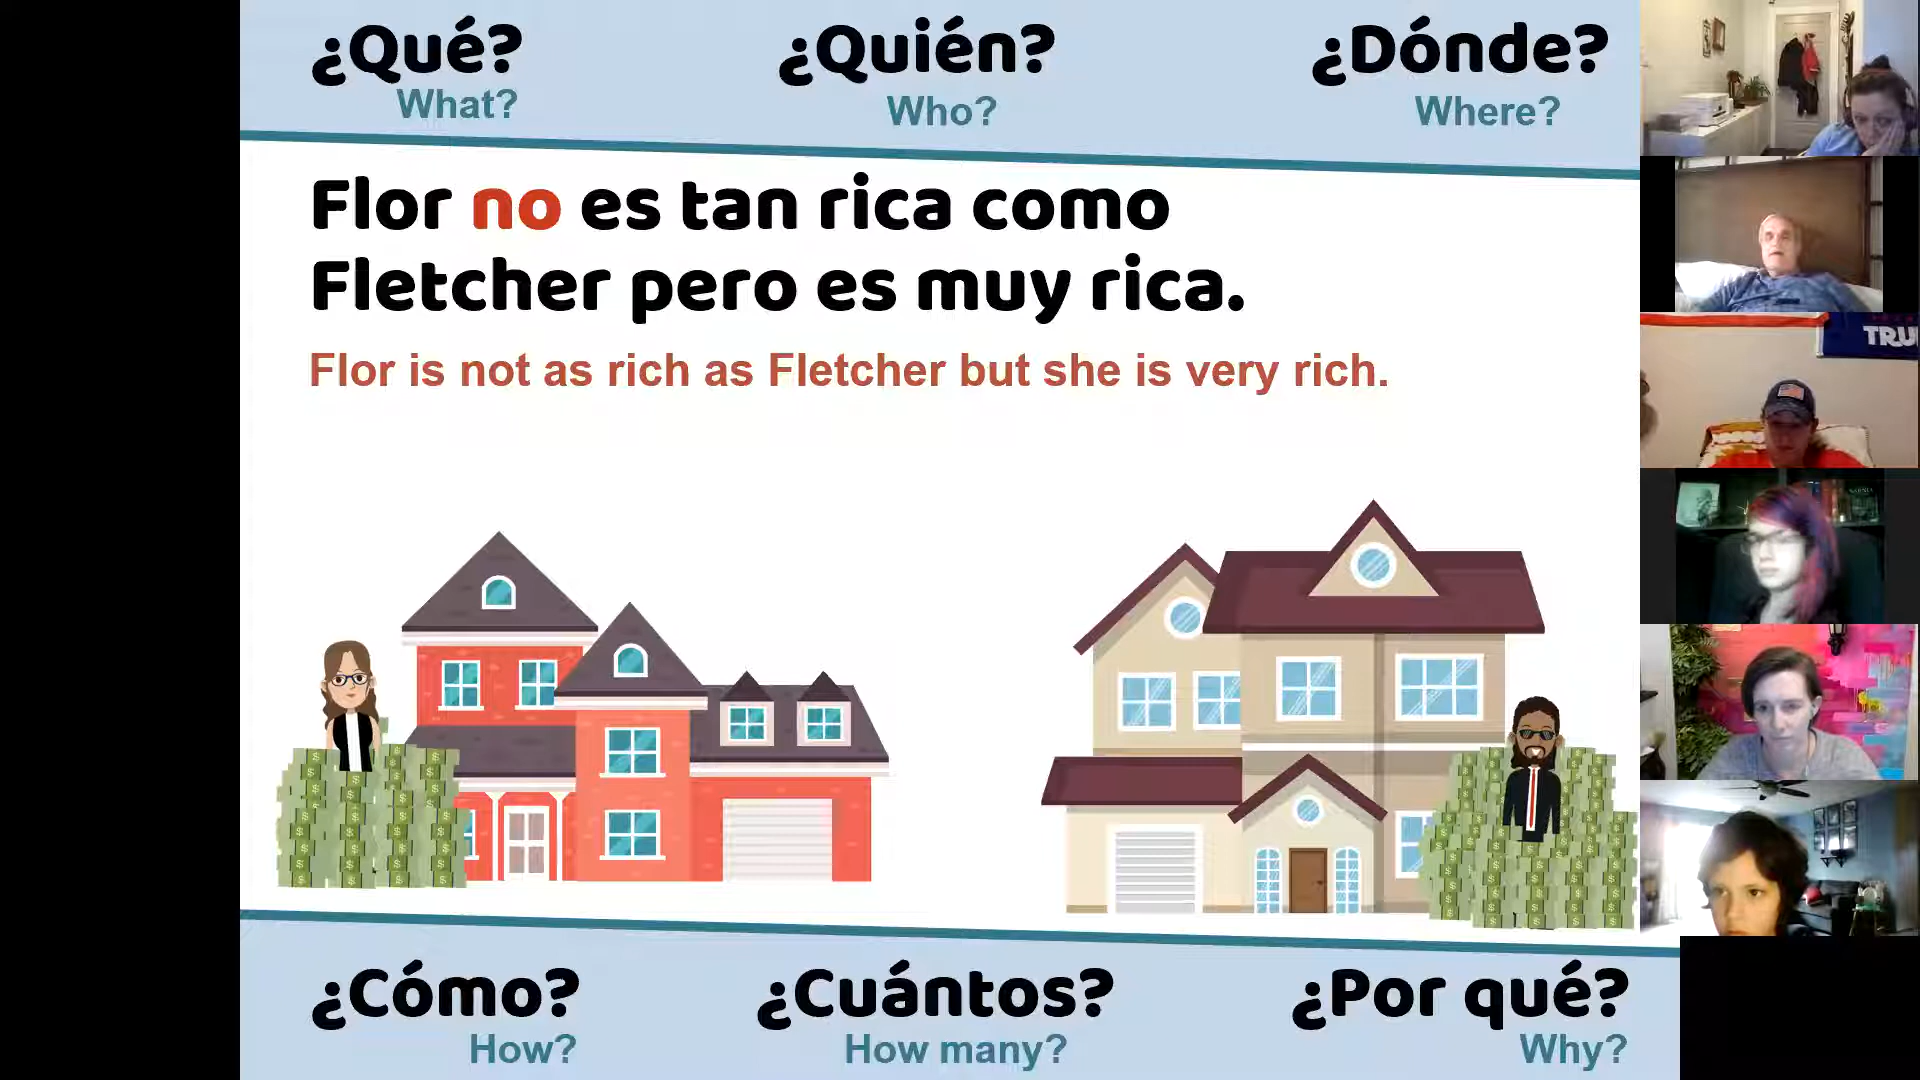 ¿Qué?
What?
¿Quién?
Who?
¿Dónde?
Where?
Flor no es tan rica como
Fletcher pero es muy rica.
Flor is not as rich as Fletcher but she is very rich.
¿Cómo?
How?
¿Cuántos?
How many?
¿Por qué?
Why?
TRU